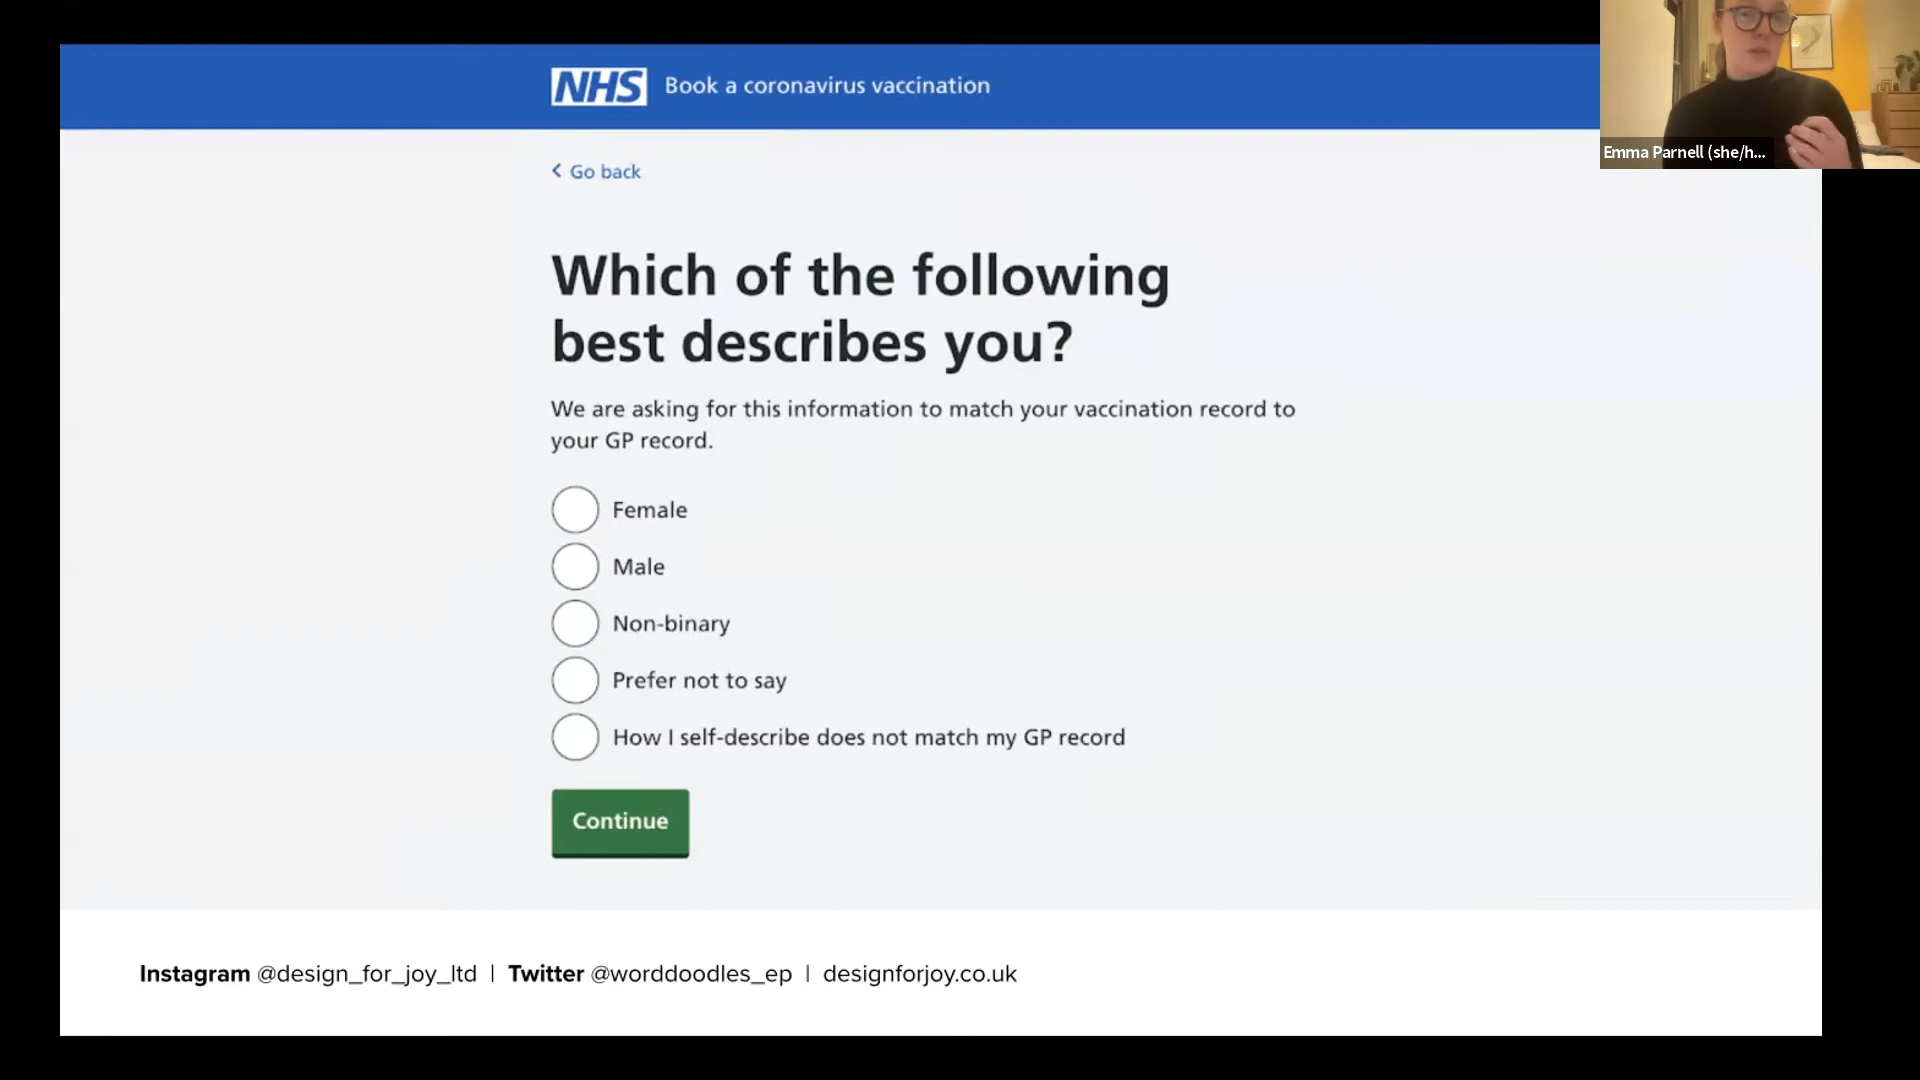 NHS Book a coronavirus vaccination
Emma Parnell (she/h...
Go back
Which of the following
best describes you?
We are asking for this information to match your vaccination record to
your GP record.
Female
Male
Non-binary
Prefer not to say
How I self-describe does not match my GP record
Continue
Instagram @design_for_joy_ltd | Twitter @worddoodles_ep | designforjoy.co.uk